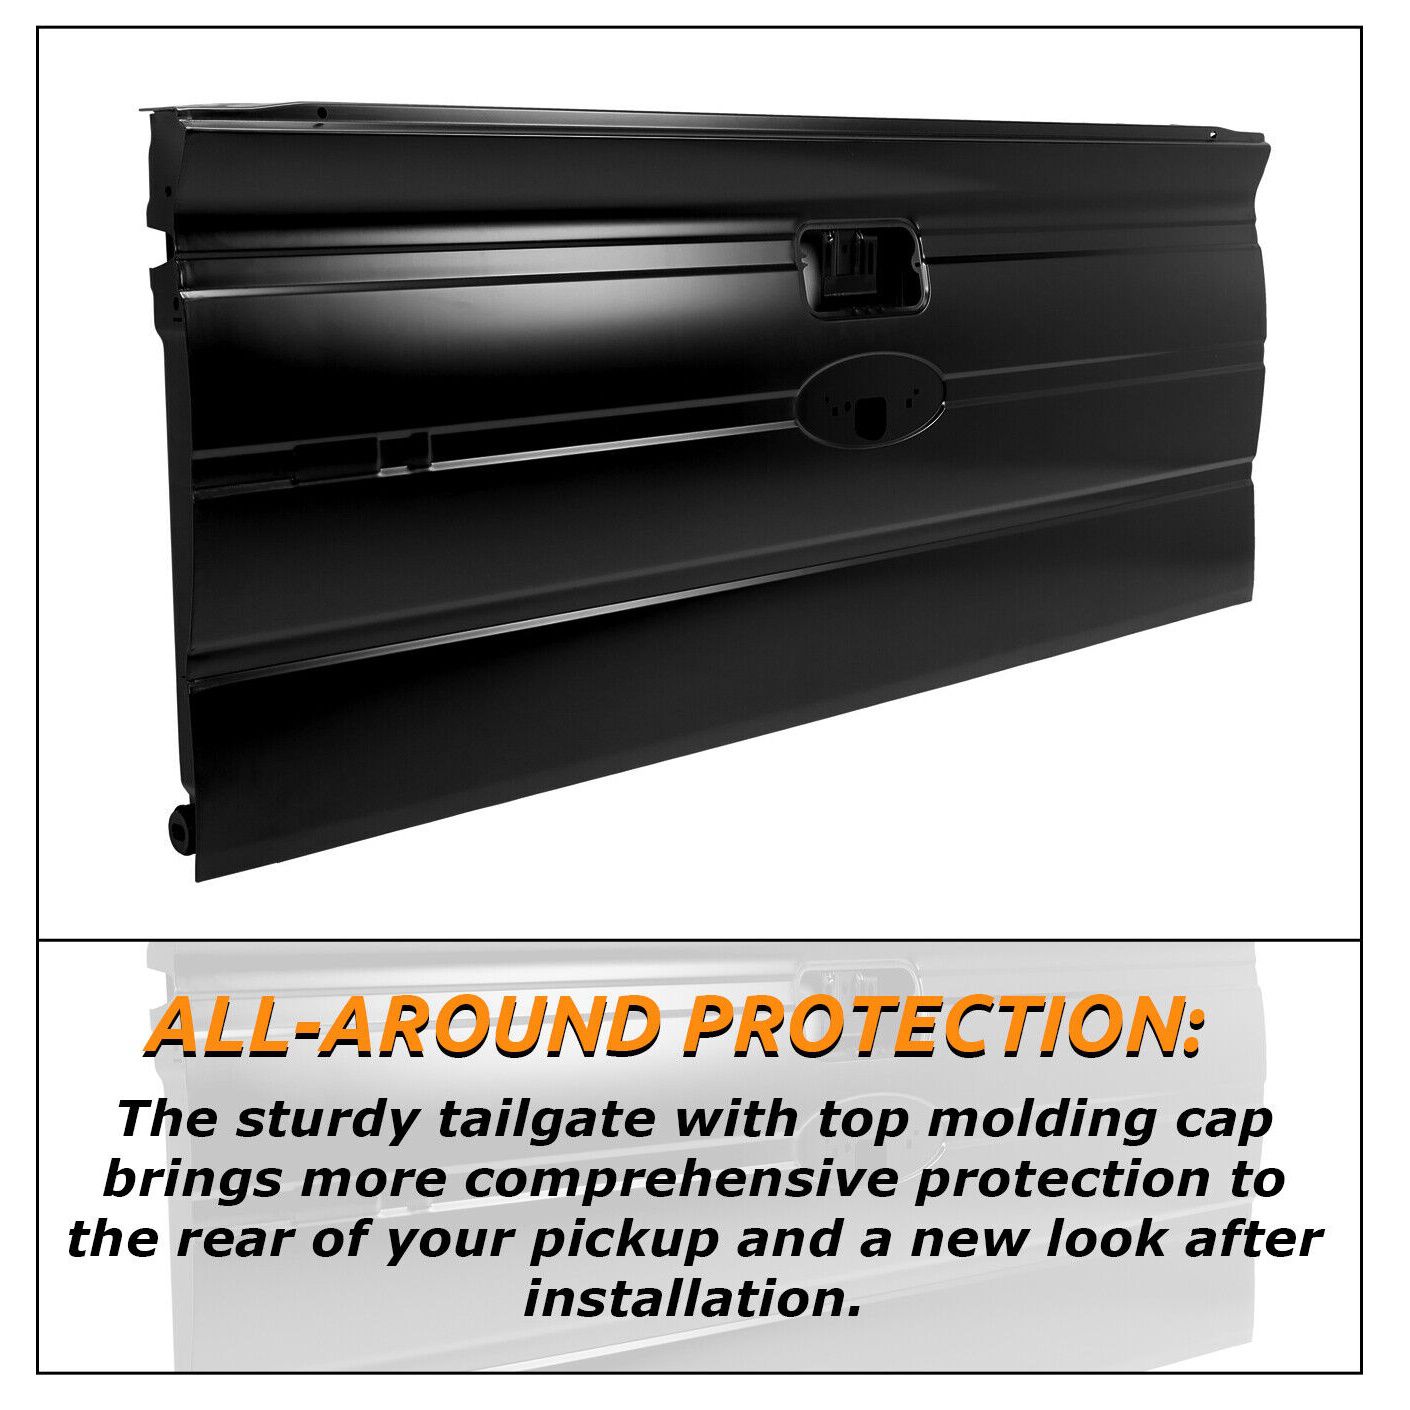 ALL-AROUND PROTECTION:
The sturdy tailgate with top molding cap
brings more comprehensive protection to
the rear of your pickup and a new look after
installation.